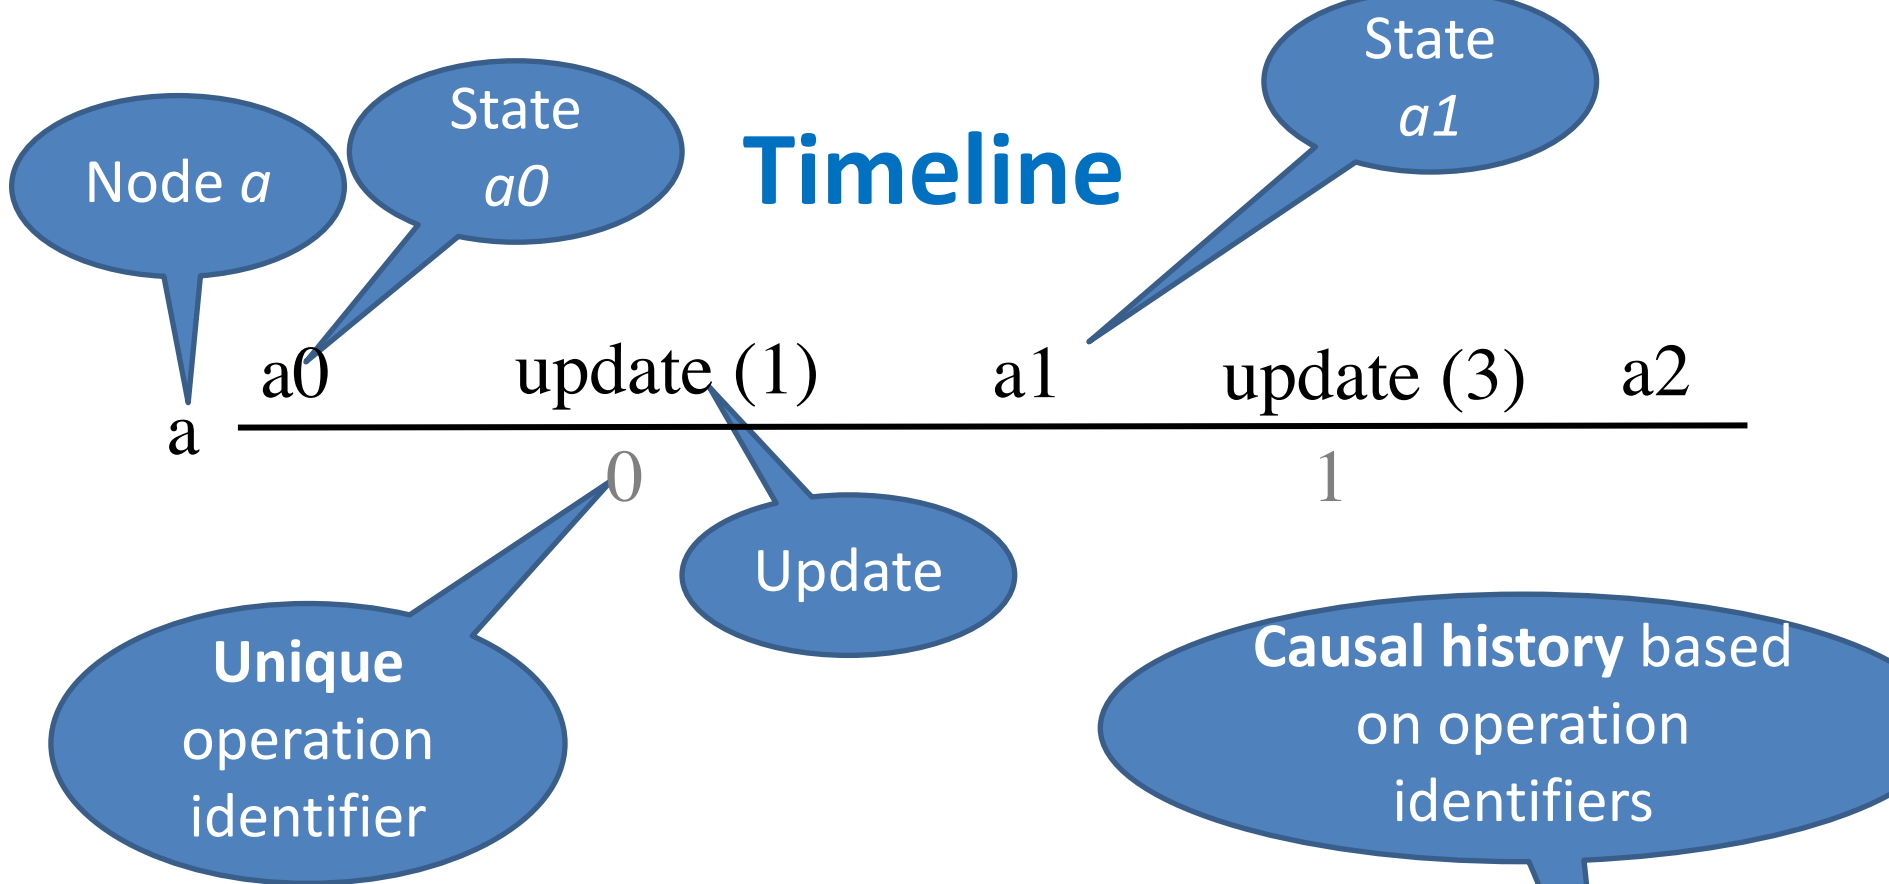 State
a1
State
a0
Node a
Timeline
a0 update (1) a1 update (3) a2
a
0 1
Update
Unique
operation
identifier
Causal history based
on operation
identifiers